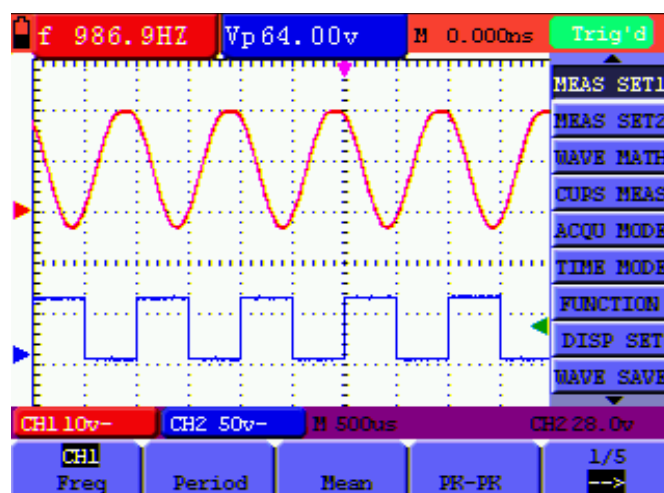 f 986.9HZ Vp64.00v M 0.000ns Trig'd
MEAS SET1
MEAS SET2
WAVE MATH
CUPS MEAS
ACQU MODE
TIME MODE
FUNCTION
DISP SET
WAVE SAVE
CH1 10v- CH2 50v- M 500us CH2 28.0v
CH1 1/5
Freq Period Mean PK-PK -->